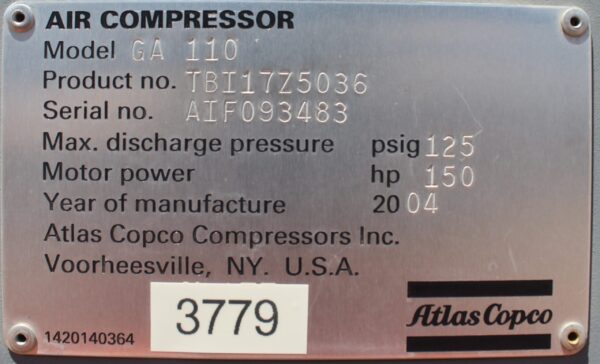 AIR COMPRESSOR
Model GA 110
Product no. TBI17Z5036
Serial no. AIF093483
Max. discharge pressure psig 125
Motor power hp 150
Year of manufacture 2004
Atlas Copco Compressors Inc.
Voorheesville, NY. U.S.A.
3779
Atlas Copco
1420140364